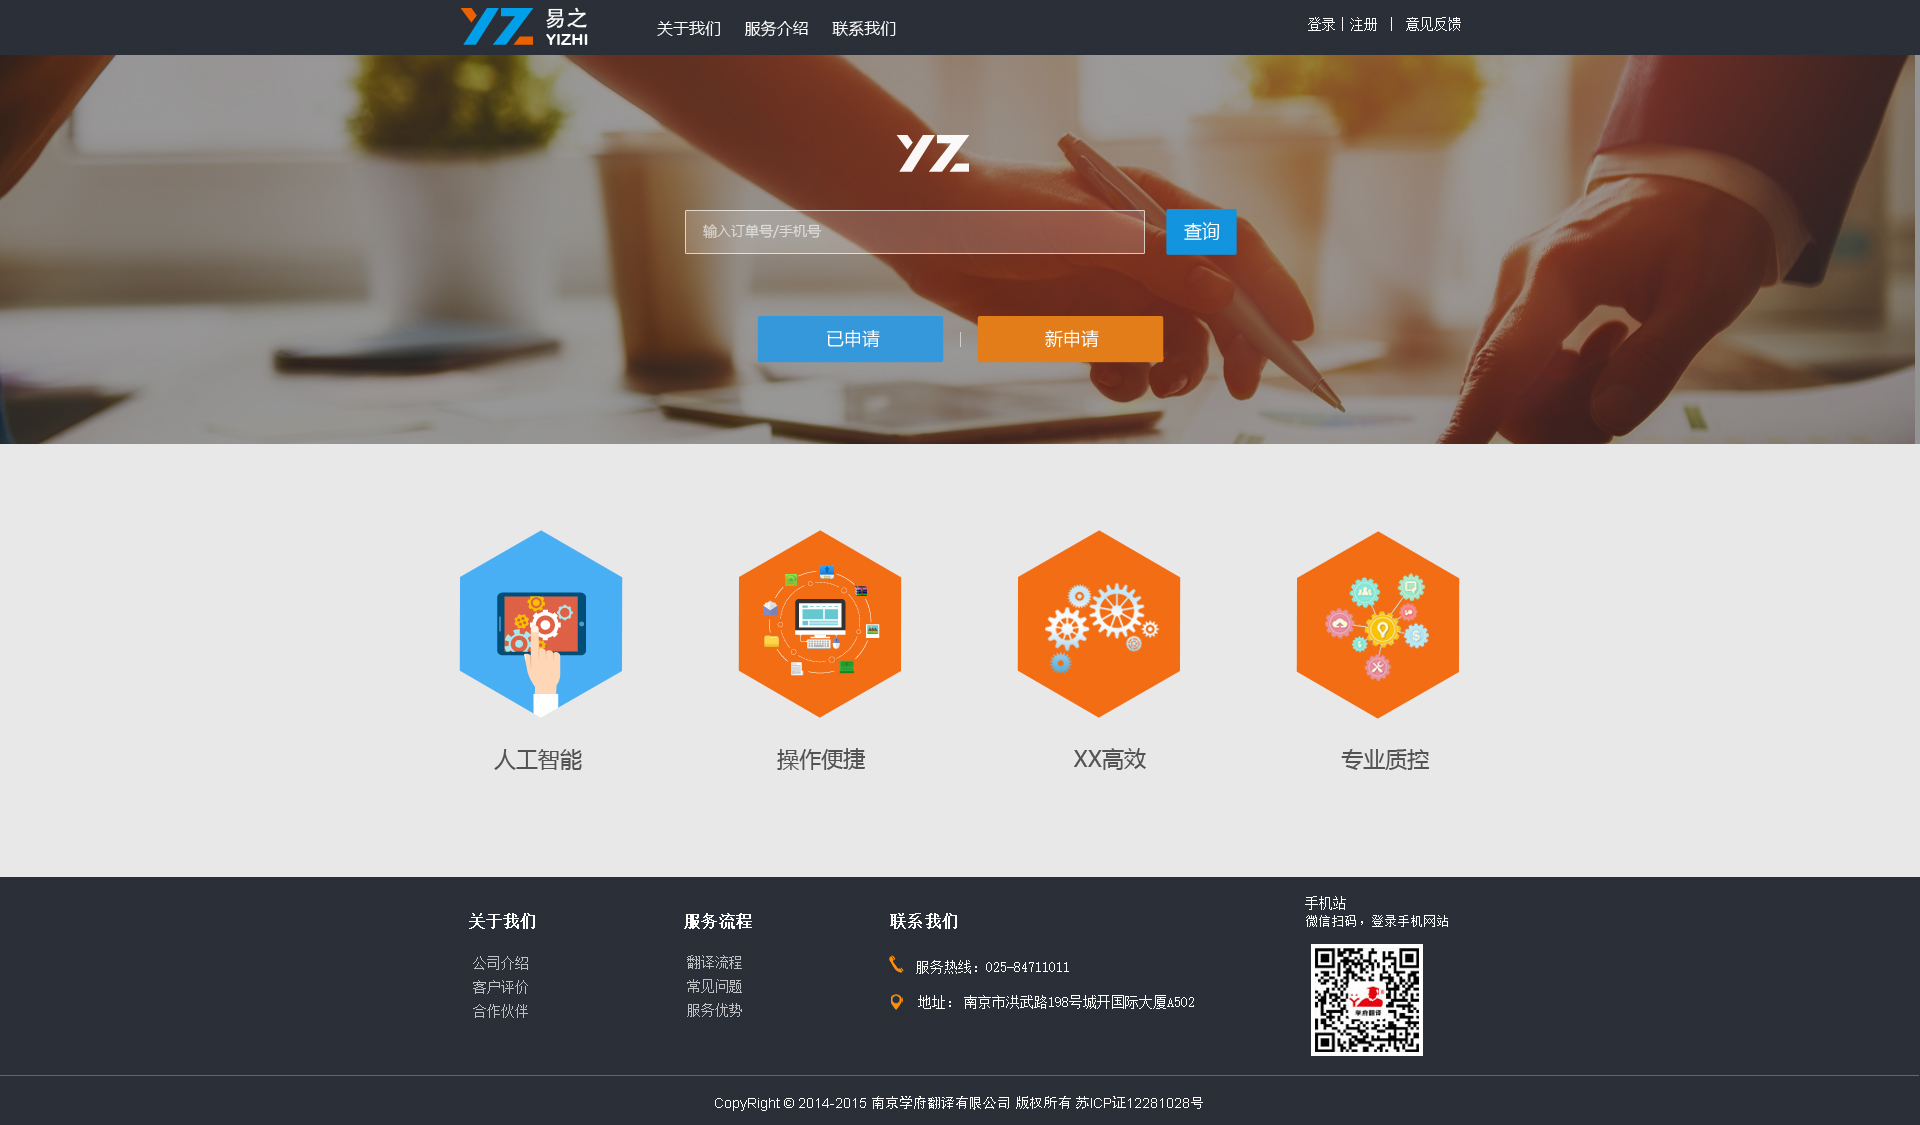 易之
YIZHI
关于我们 服务介绍 联系我们
登录 | 注册 | 意见反馈
YZ
输入订单号/手机号
查询
已申请 | 新申请
人工智能
操作便捷
XX高效
专业质控
关于我们
公司介绍
客户评价
合作伙伴
服务流程
翻译流程
常见问题
服务优势
联系我们
服务热线：025-84711011
地址： 南京市洪武路198号城开国际大厦A502
手机站
微信扫码，登录手机网站
学府翻译
CopyRight © 2014-2015 南京学府翻译有限公司 版权所有 苏ICP证12281028号